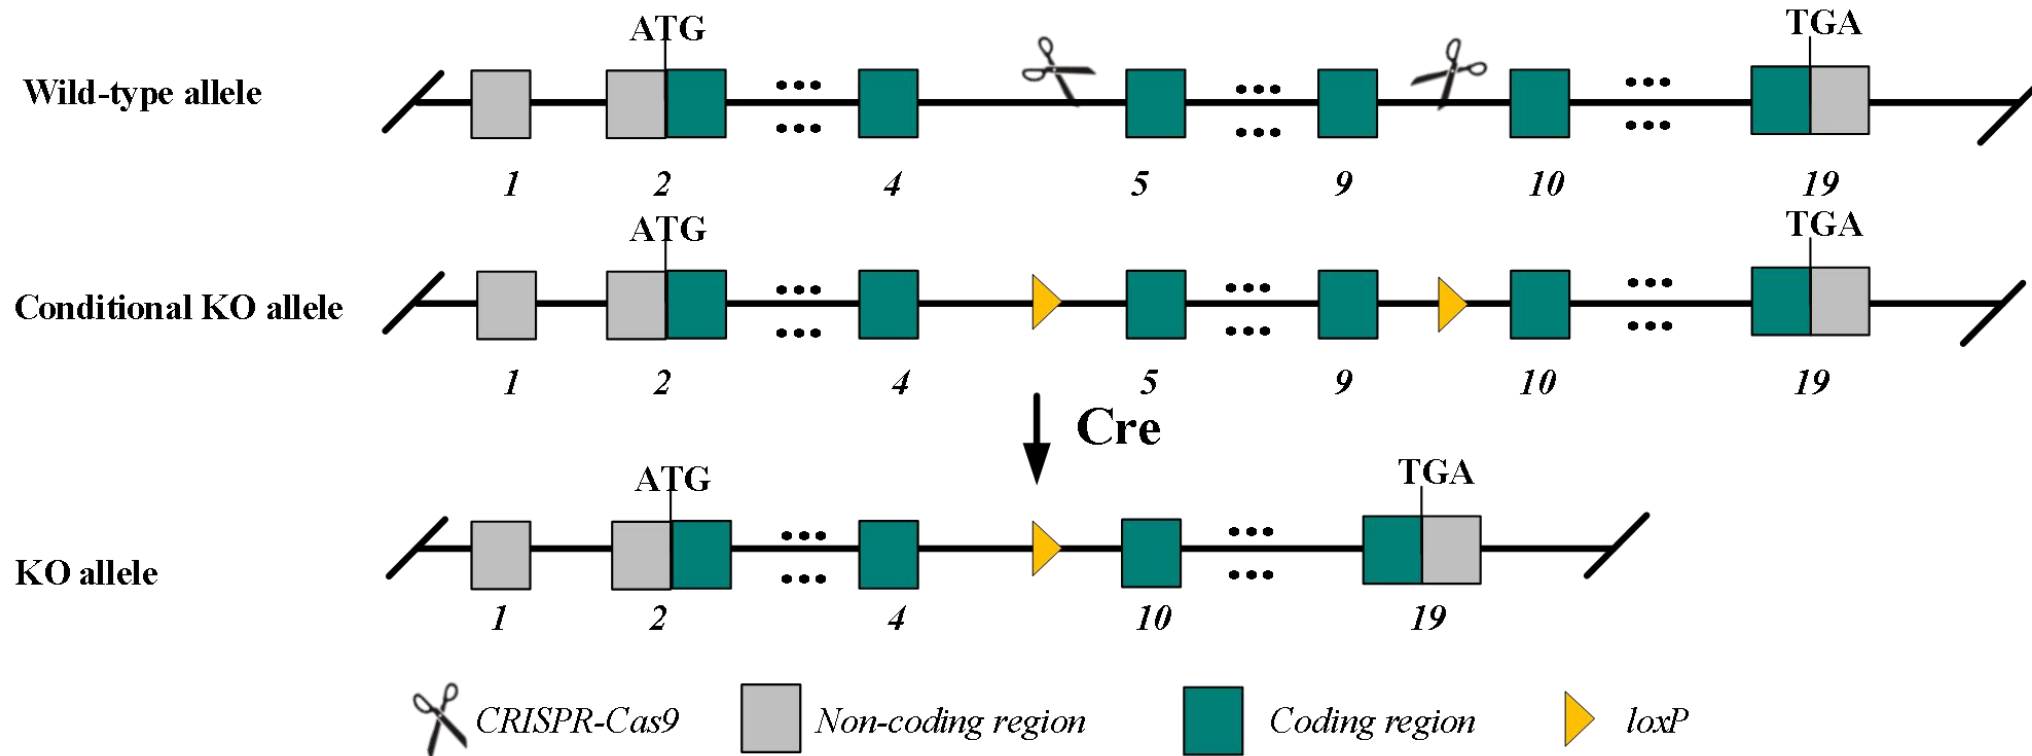 ATG TGA
Wild-type allele
1 2 4 5 9 10 19
ATG TGA
Conditional KO allele
1 2 4 5 9 10 19
Cre
ATG TGA
KO allele
1 2 4 10 19
CRISPR-Cas9 Non-coding region Coding region loxP